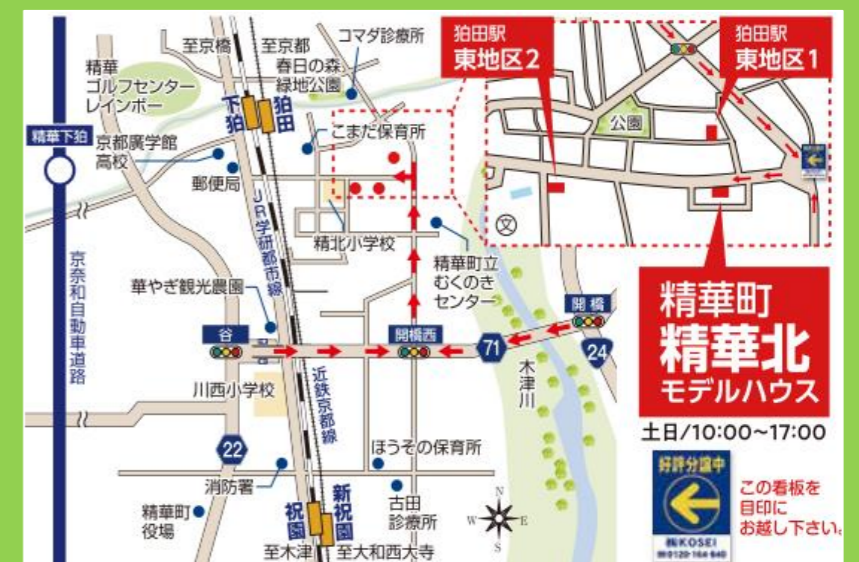 至京橋
至京都
コマダ診療所
春日の森
緑地公園
精華
ゴルフセンター
レインボー
下狛
狛田
精華下狛
京都廣学館
高校
こまだ保育所
郵便局
JR学研都市線
精北小学校
精華町立
むくのき
センター
華やぎ観光農園
京奈和自動車道路
谷
開橋西
開橋
71
24
木津川
川西小学校
近鉄京都線
22
ほうその保育所
消防署
祝園
新祝園
古田
診療所
精華町
役場
至木津
至大和西大寺
N
W
E
S
狛田駅
東地区2
狛田駅
東地区1
公園
文
精華町
精華北
モデルハウス
土日/10:00~17:00
好評分譲中
㈱KOSEI
0120-164-640
この看板を
目印に
お越し下さい。